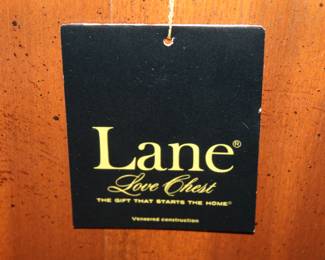 Lane®
Love Chest
THE GIFT THAT STARTS THE HOME®
Veneered construction